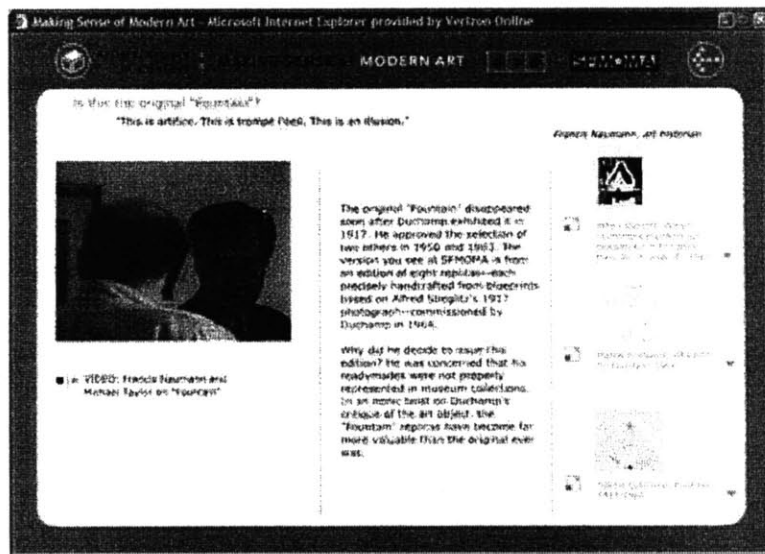 Making Sense of Modern Art - Microsoft Internet Explorer provided by Verizon Online
MODERN ART
SFMOMA
Is this the original "Fountain"?
"This is artifice. This is trompe l'oeil. This is an illusion."
Francis Naumann, art historian
The original "Fountain" disappeared
soon after Duchamp exhibited it in
1917. He approved the selection of
two others in 1950 and 1963. The
version you see at SFMOMA is from
an edition of eight replicas—each
precisely handcrafted from blueprints
based on Alfred Stieglitz's 1917
photograph—commissioned by
Duchamp in 1964.
Why did he decide to issue this
edition? He was concerned that his
readymades were not properly
represented in museum collections.
In an ironic twist on Duchamp's
critique of the art object, the
"Fountain" replicas have become far
more valuable than the original ever
was.
VIDEO: Francis Naumann and
Michael Taylor on "Fountain"